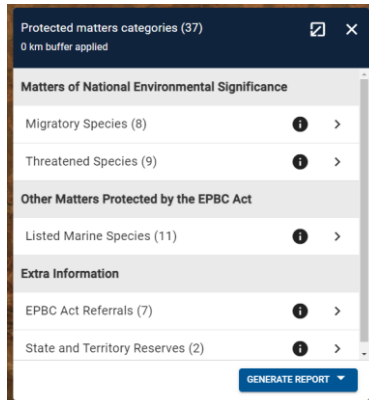 Protected matters categories (37)
0 km buffer applied
Matters of National Environmental Significance
Migratory Species (8)
Threatened Species (9)
Other Matters Protected by the EPBC Act
Listed Marine Species (11)
Extra Information
EPBC Act Referrals (7)
State and Territory Reserves (2)
GENERATE REPORT